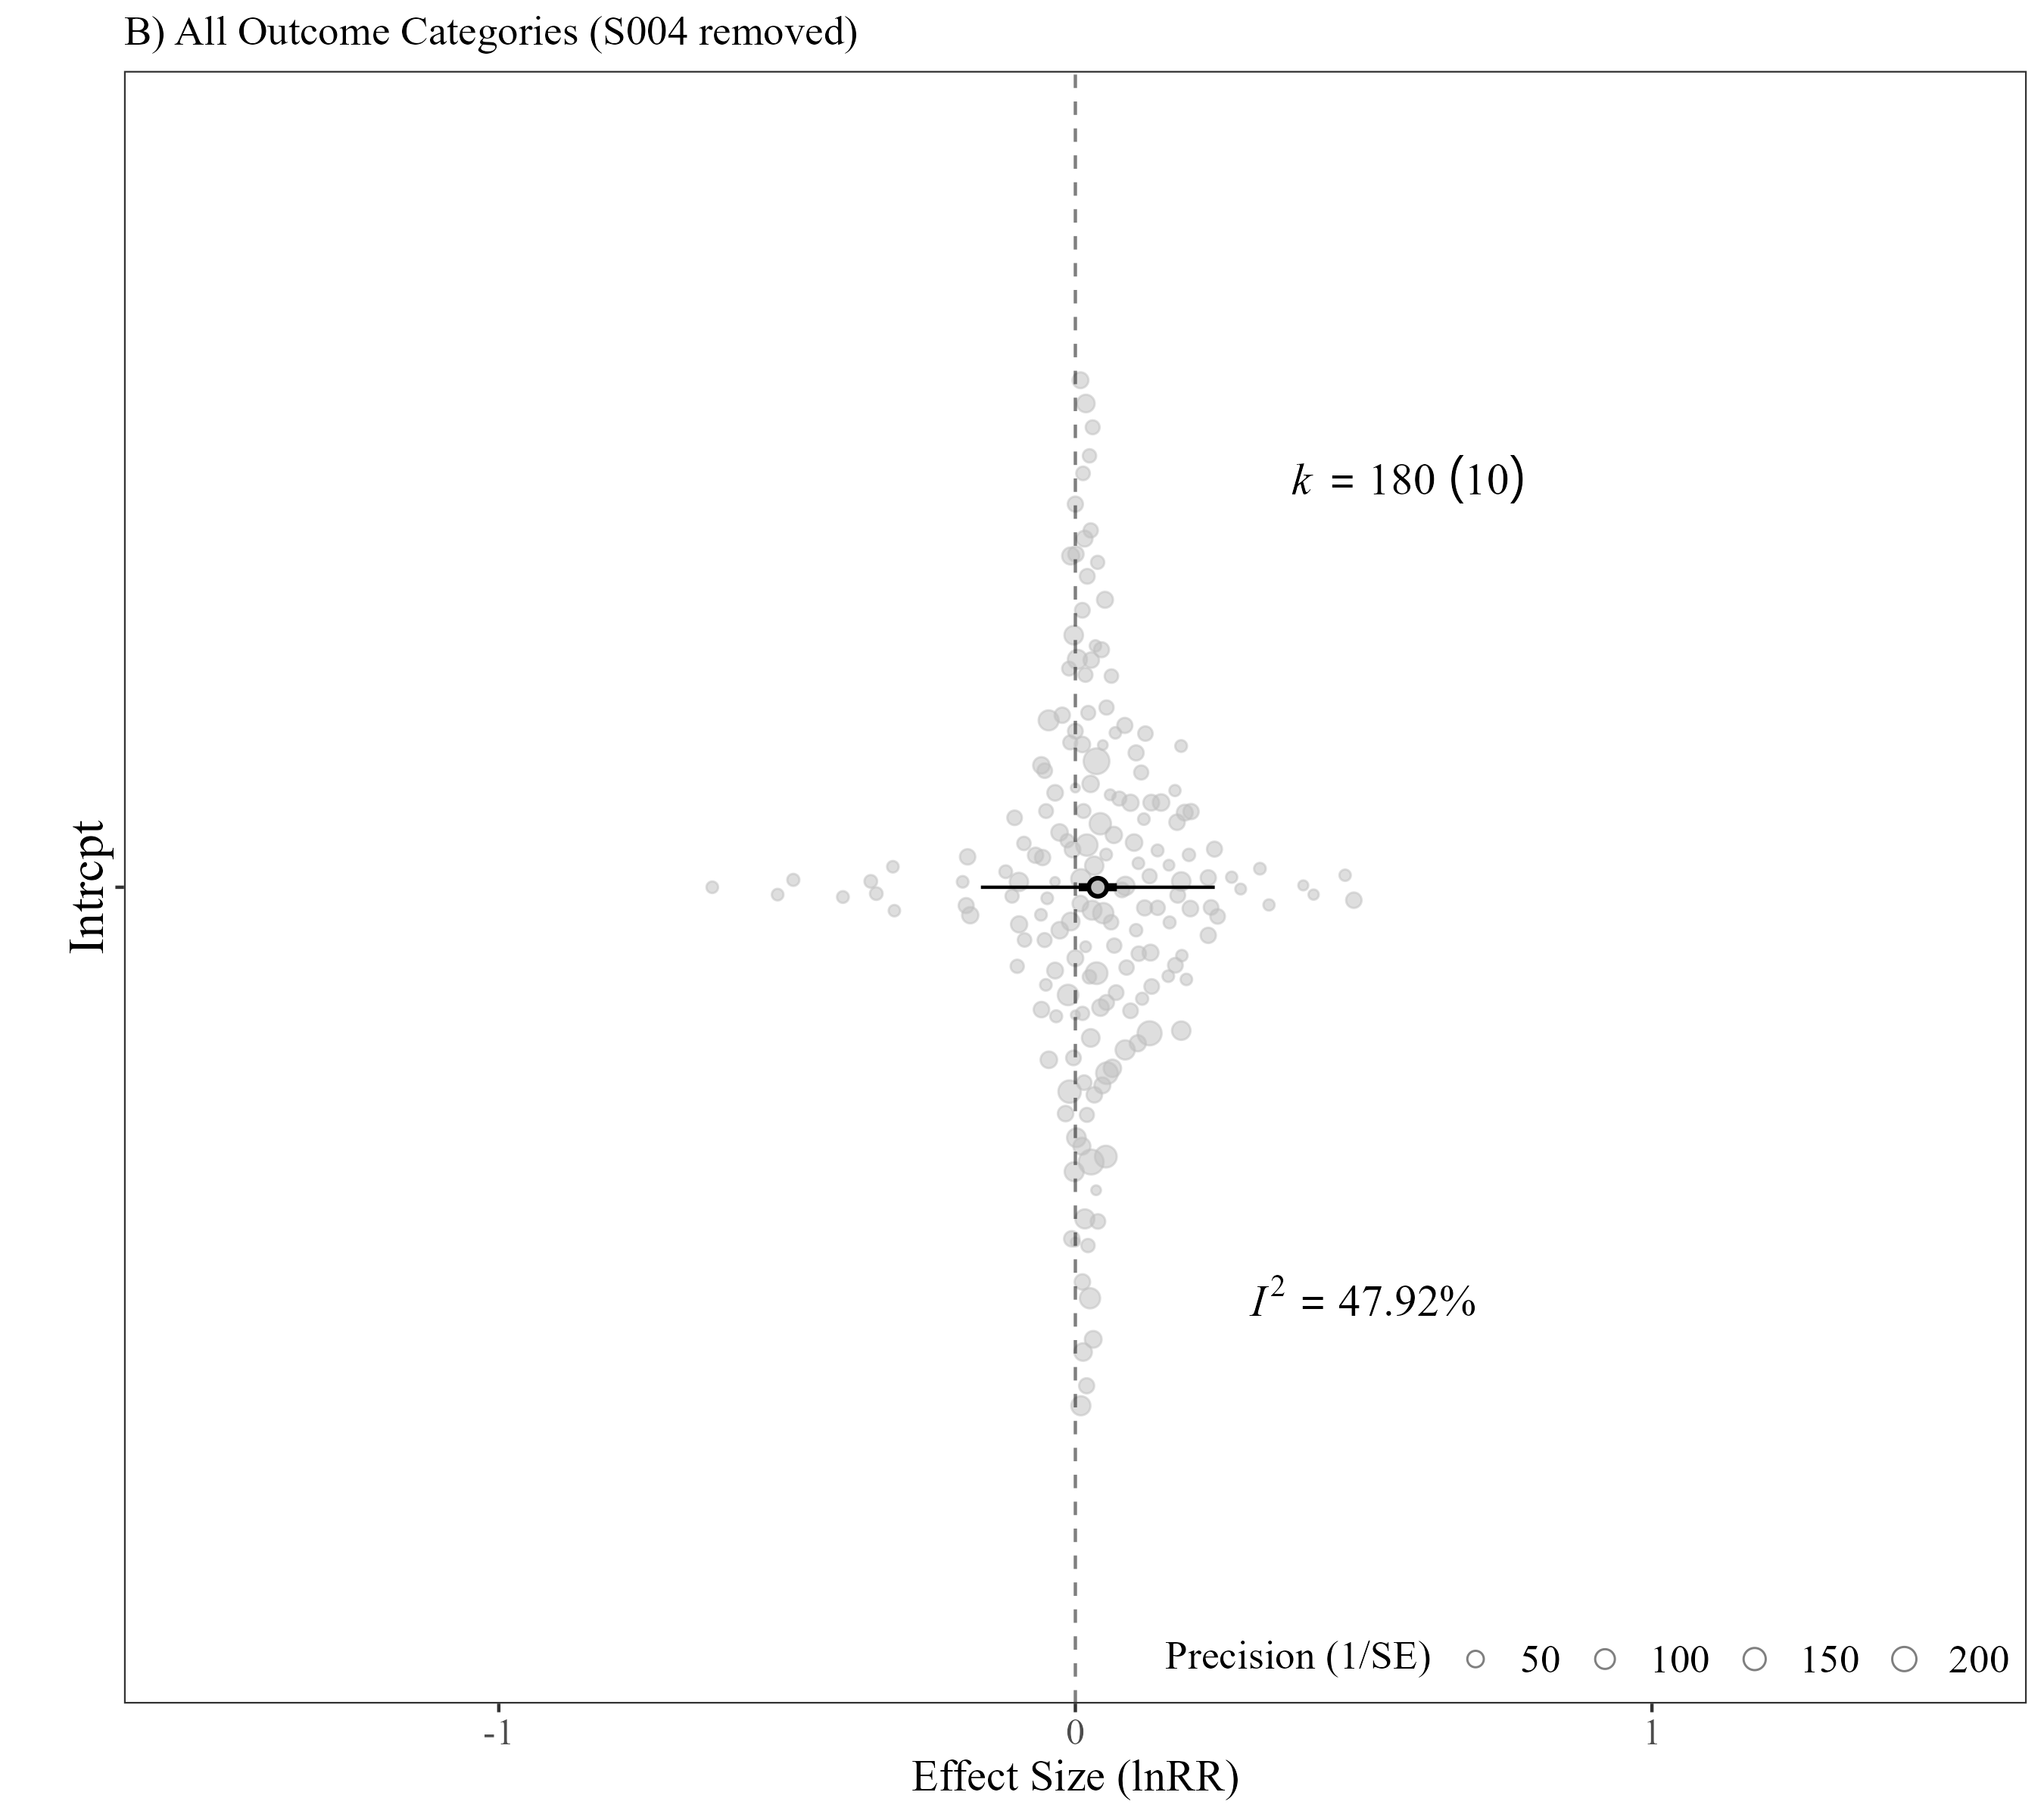 B) All Outcome Categories (S004 removed)
k = 180 (10)
Intrcpt
I² = 47.92%
Precision (1/SE) 50 100 150 200
-1 0 1
Effect Size (lnRR)